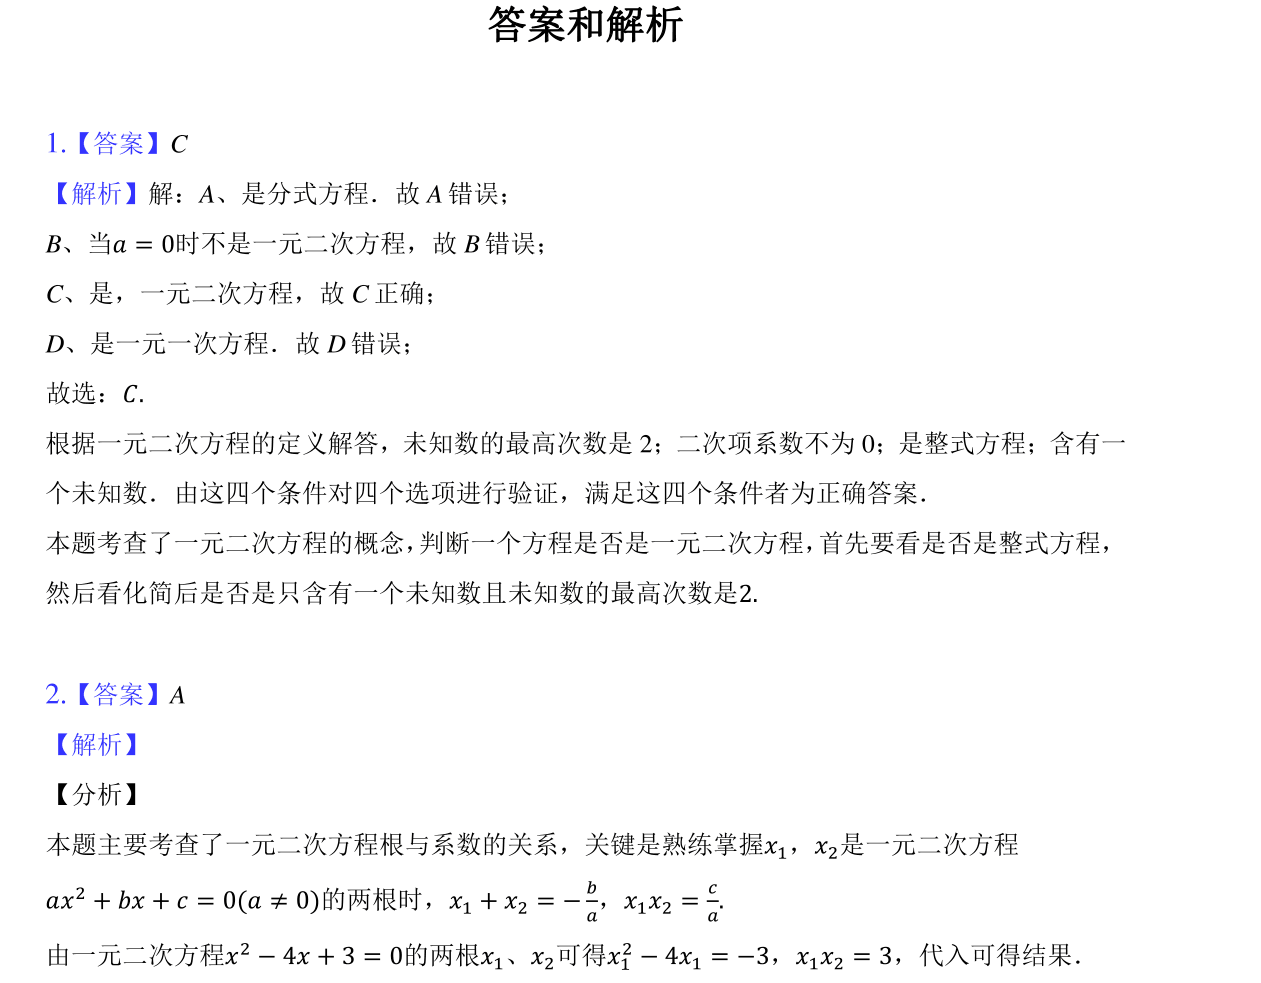 答案和解析
1.【答案】C
【解析】解：A、是分式方程．故 A 错误；
B、当a = 0时不是一元二次方程，故 B 错误；
C、是，一元二次方程，故 C 正确；
D、是一元一次方程．故 D 错误；
故选：C.
根据一元二次方程的定义解答，未知数的最高次数是 2；二次项系数不为 0；是整式方程；含有一
个未知数．由这四个条件对四个选项进行验证，满足这四个条件者为正确答案．
本题考查了一元二次方程的概念，判断一个方程是否是一元二次方程，首先要看是否是整式方程，
然后看化简后是否是只含有一个未知数且未知数的最高次数是2.
2.【答案】A
【解析】
【分析】
本题主要考查了一元二次方程根与系数的关系，关键是熟练掌握x₁，x₂是一元二次方程
ax² + bx + c = 0(a ≠ 0)的两根时，x₁ + x₂ = −b/a，x₁x₂ = c/a.
由一元二次方程x² − 4x + 3 = 0的两根x₁、x₂可得x₁² − 4x₁ = −3，x₁x₂ = 3，代入可得结果．